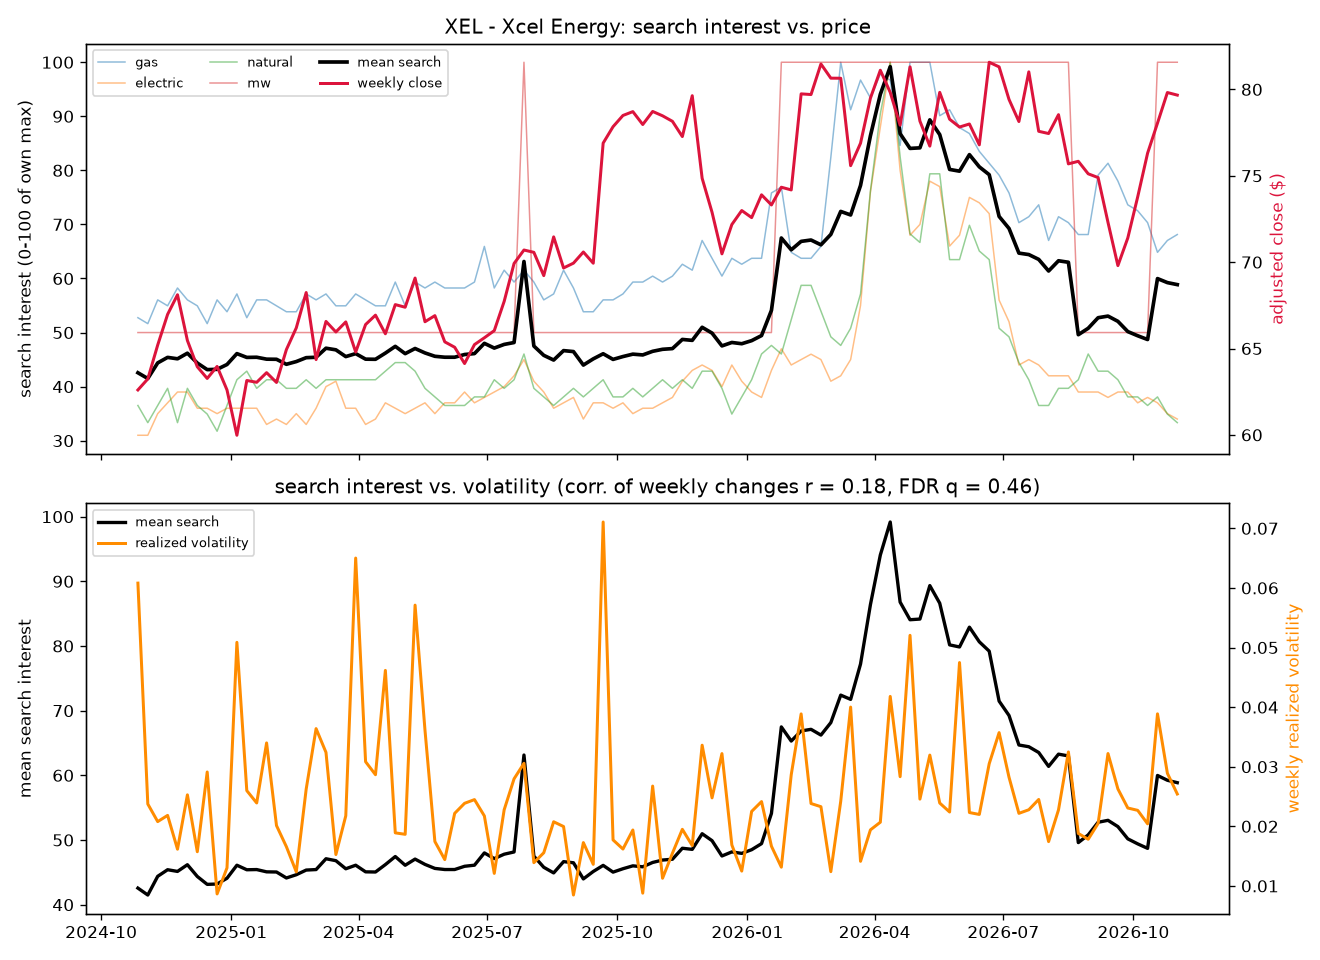 XEL - Xcel Energy: search interest vs. price
gas
electric
natural
mw
mean search
weekly close
100
90
80
70
60
50
40
30
search interest (0-100 of own max)
80
75
70
65
60
adjusted close ($)
search interest vs. volatility (corr. of weekly changes r = 0.18, FDR q = 0.46)
mean search
realized volatility
100
90
80
70
60
50
40
mean search interest
0.07
0.06
0.05
0.04
0.03
0.02
0.01
weekly realized volatility
2024-10
2025-01
2025-04
2025-07
2025-10
2026-01
2026-04
2026-07
2026-10